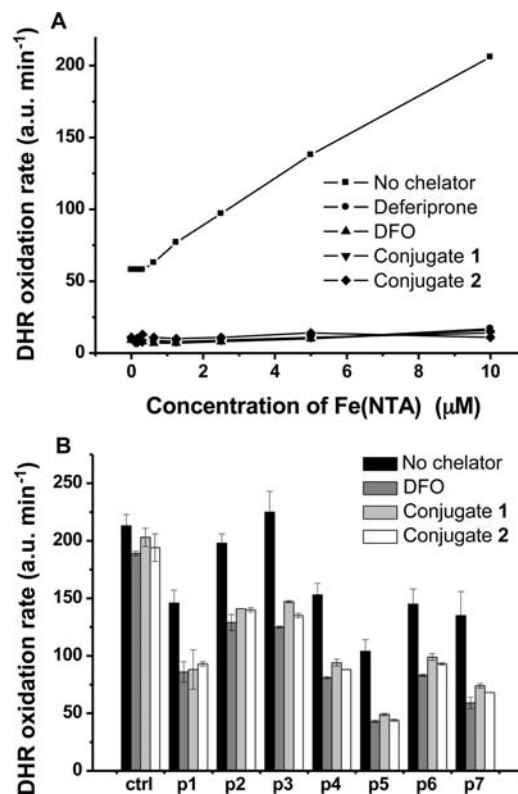 A
DHR oxidation rate (a.u. min⁻¹)
200
150
100
50
0
No chelator
Deferiprone
DFO
Conjugate 1
Conjugate 2
0 2 4 6 8 10
Concentration of Fe(NTA) (μM)
B
DHR oxidation rate (a.u. min⁻¹)
250
200
150
100
50
0
No chelator
DFO
Conjugate 1
Conjugate 2
ctrl p1 p2 p3 p4 p5 p6 p7